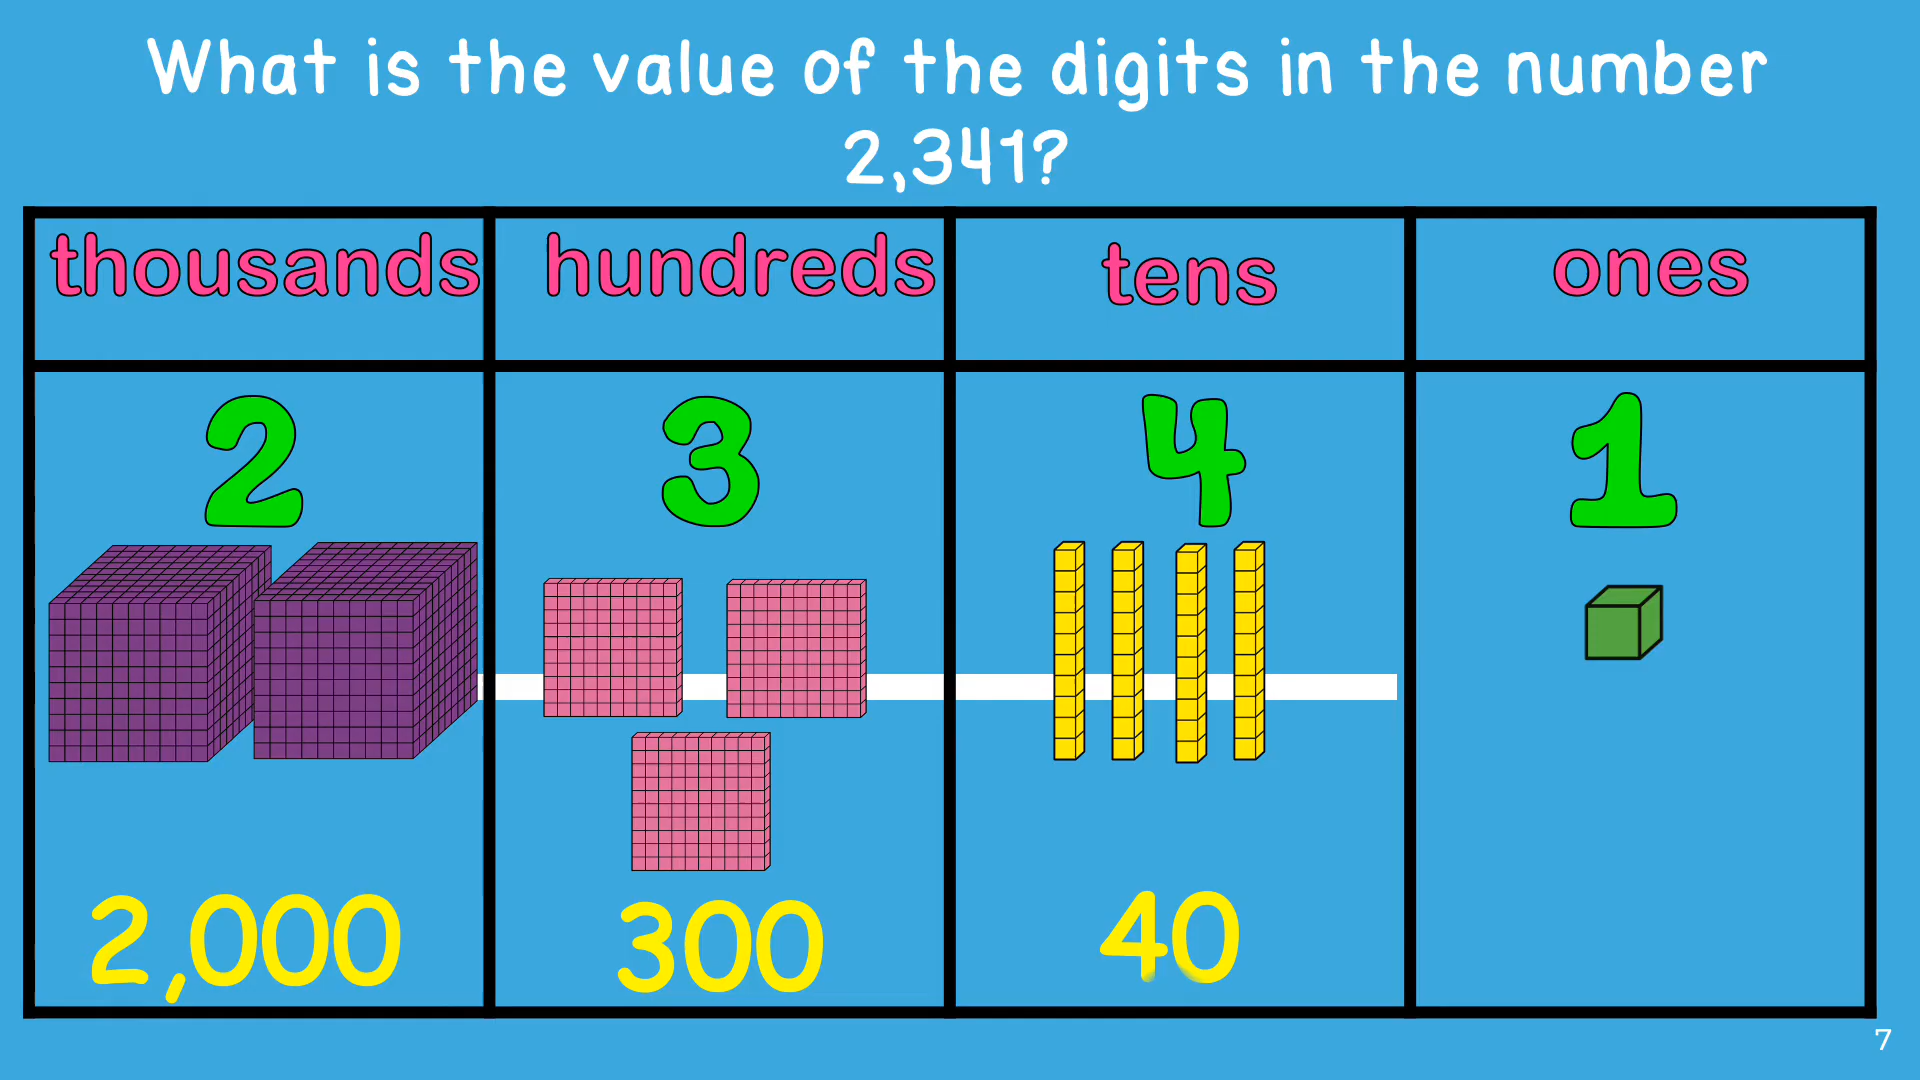 What is the value of the digits in the number
2,341?
thousands hundreds tens ones
2 3 4 1
2,000 300 40
7